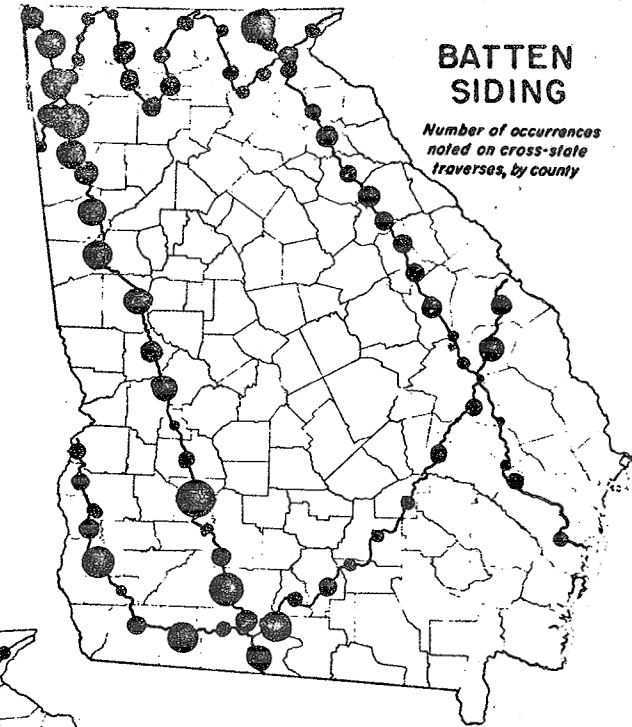 BATTEN
SIDING
Number of occurrences
noted on cross-state
traverses, by county